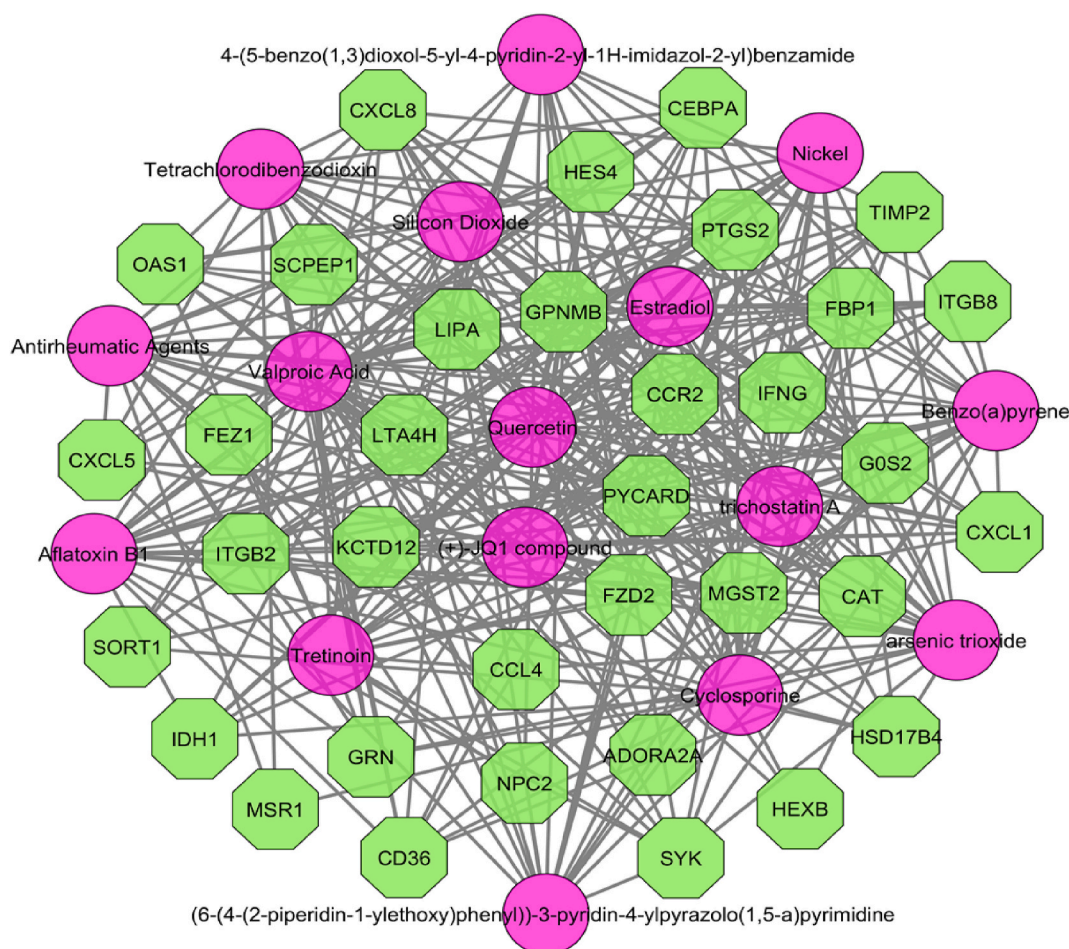 4-(5-benzo(1,3)dioxol-5-yl-4-pyridin-2-yl-1H-imidazol-2-yl)benzamide
CXCL8
CEBPA
Nickel
Tetrachlorodibenzodioxin
HES4
Silicon Dioxide
TIMP2
PTGS2
OAS1
SCPEP1
ITGB8
GPNMB
Estradiol
FBP1
LIPA
Antirheumatic Agents
Valproic Acid
CCR2
IFNG
Benzo(a)pyrene
Quercetin
FEZ1
LTA4H
CXCL5
G0S2
PYCARD
trichostatin A
CXCL1
Aflatoxin B1
ITGB2
KCTD12
(+)-JQ1 compound
FZD2
MGST2
CAT
SORT1
Tretinoin
arsenic trioxide
CCL4
Cyclosporine
IDH1
HSD17B4
GRN
ADORA2A
NPC2
MSR1
HEXB
CD36
SYK
(6-(4-(2-piperidin-1-ylethoxy)phenyl))-3-pyridin-4-ylpyrazolo(1,5-a)pyrimidine